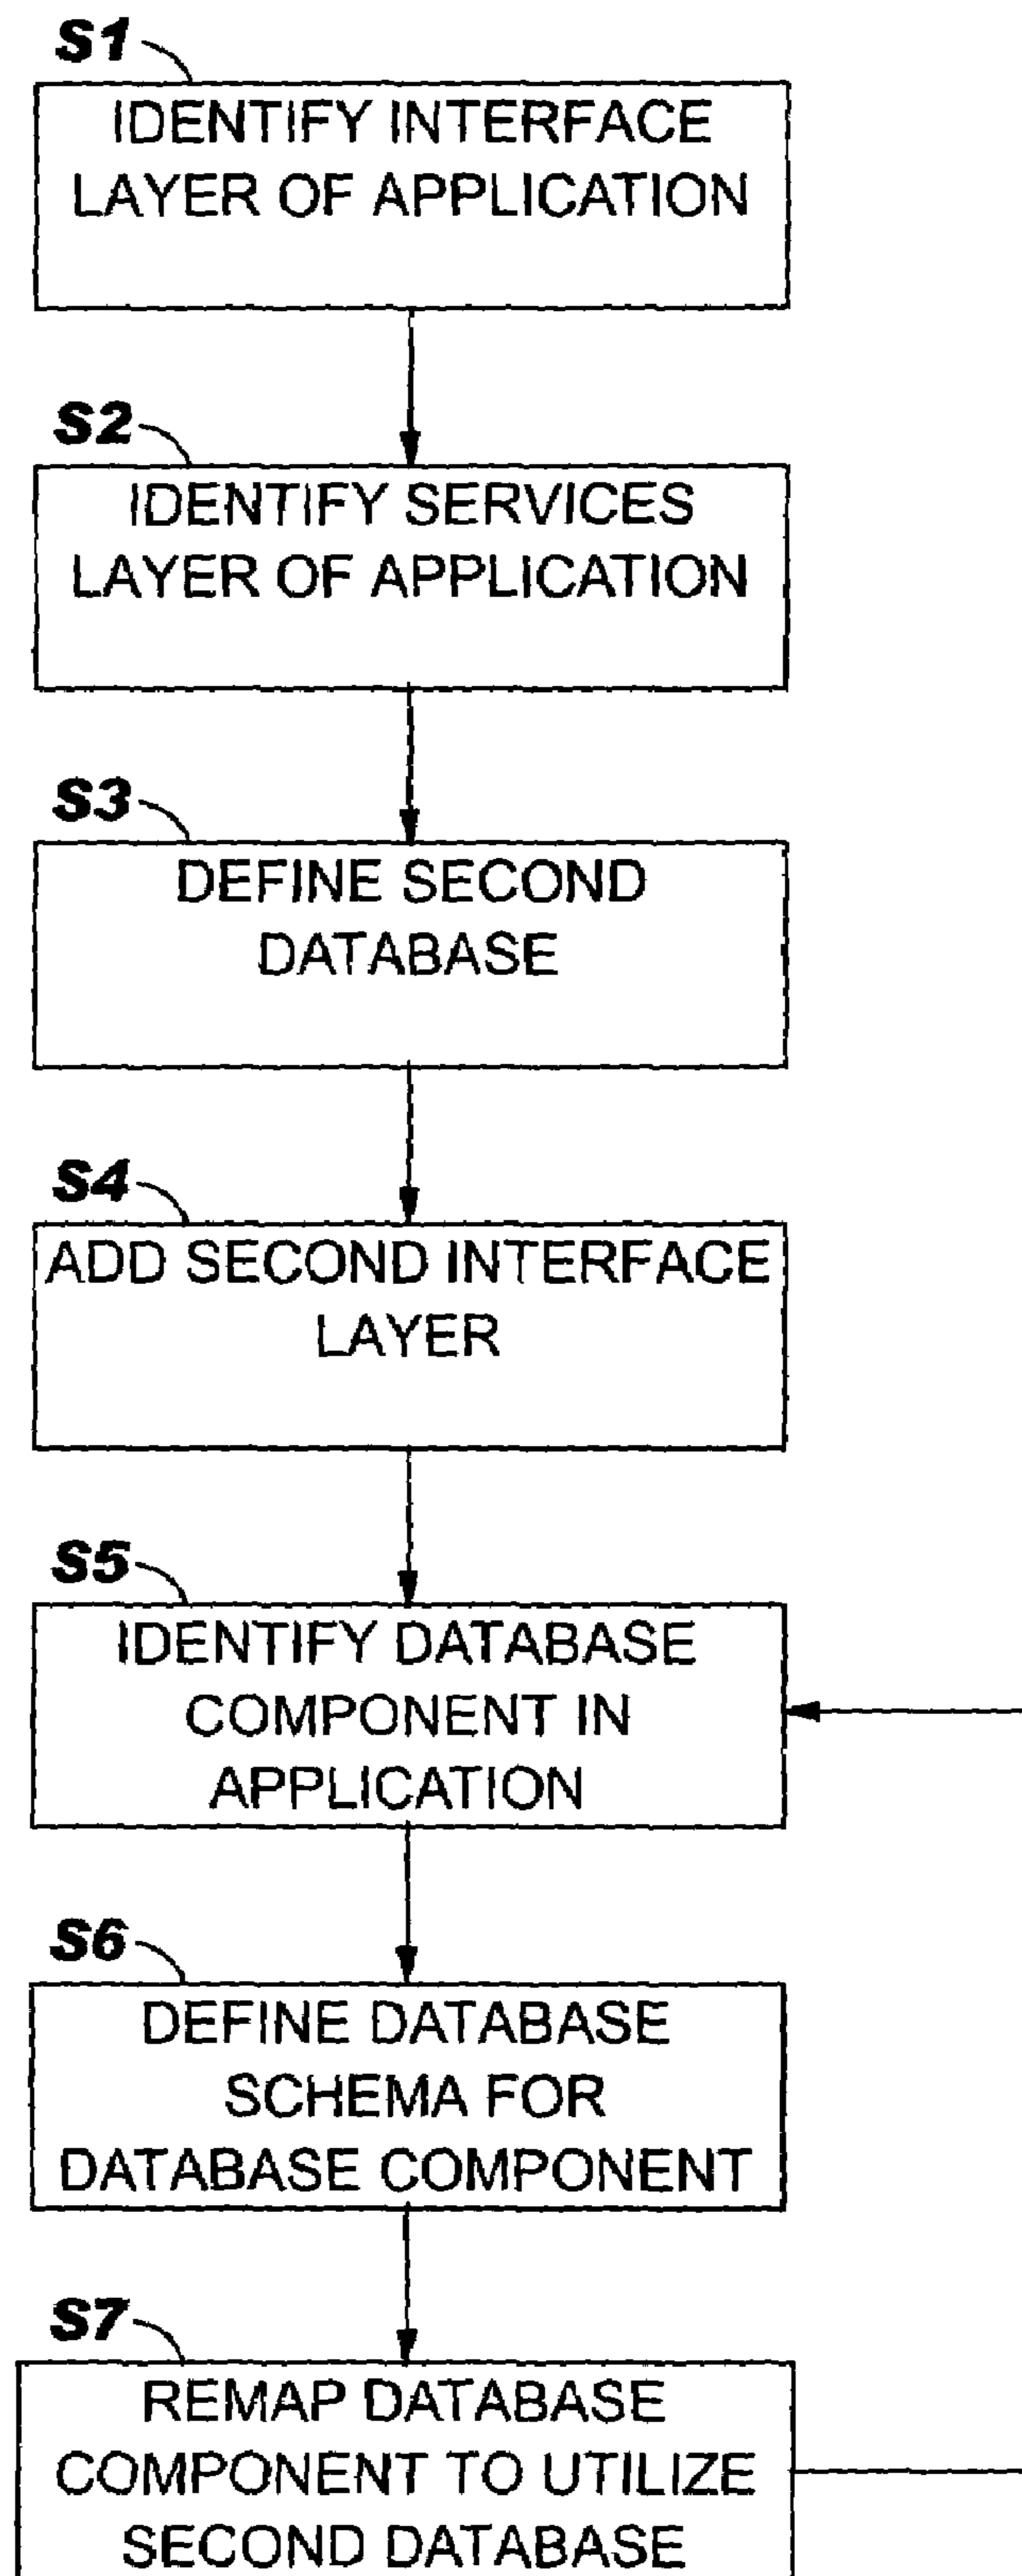 S1
IDENTIFY INTERFACE
LAYER OF APPLICATION
S2
IDENTIFY SERVICES
LAYER OF APPLICATION
S3
DEFINE SECOND
DATABASE
S4
ADD SECOND INTERFACE
LAYER
S5
IDENTIFY DATABASE
COMPONENT IN
APPLICATION
S6
DEFINE DATABASE
SCHEMA FOR
DATABASE COMPONENT
S7
REMAP DATABASE
COMPONENT TO UTILIZE
SECOND DATABASE